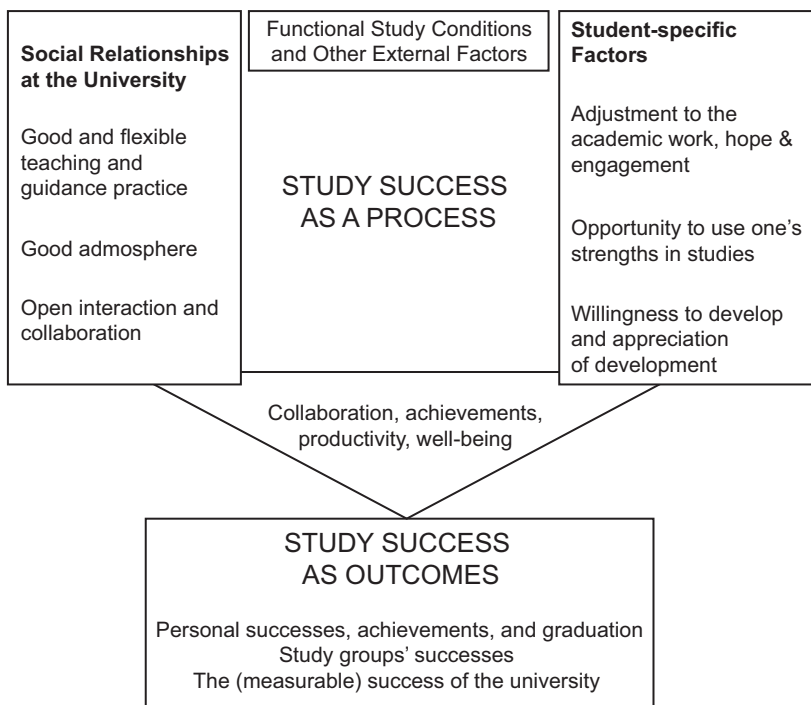 Social Relationships
at the University
Good and flexible
teaching and
guidance practice
Good admosphere
Open interaction and
collaboration
Functional Study Conditions
and Other External Factors
STUDY SUCCESS
AS A PROCESS
Student-specific
Factors
Adjustment to the
academic work, hope &
engagement
Opportunity to use one's
strengths in studies
Willingness to develop
and appreciation
of development
Collaboration, achievements,
productivity, well-being
STUDY SUCCESS
AS OUTCOMES
Personal successes, achievements, and graduation
Study groups' successes
The (measurable) success of the university